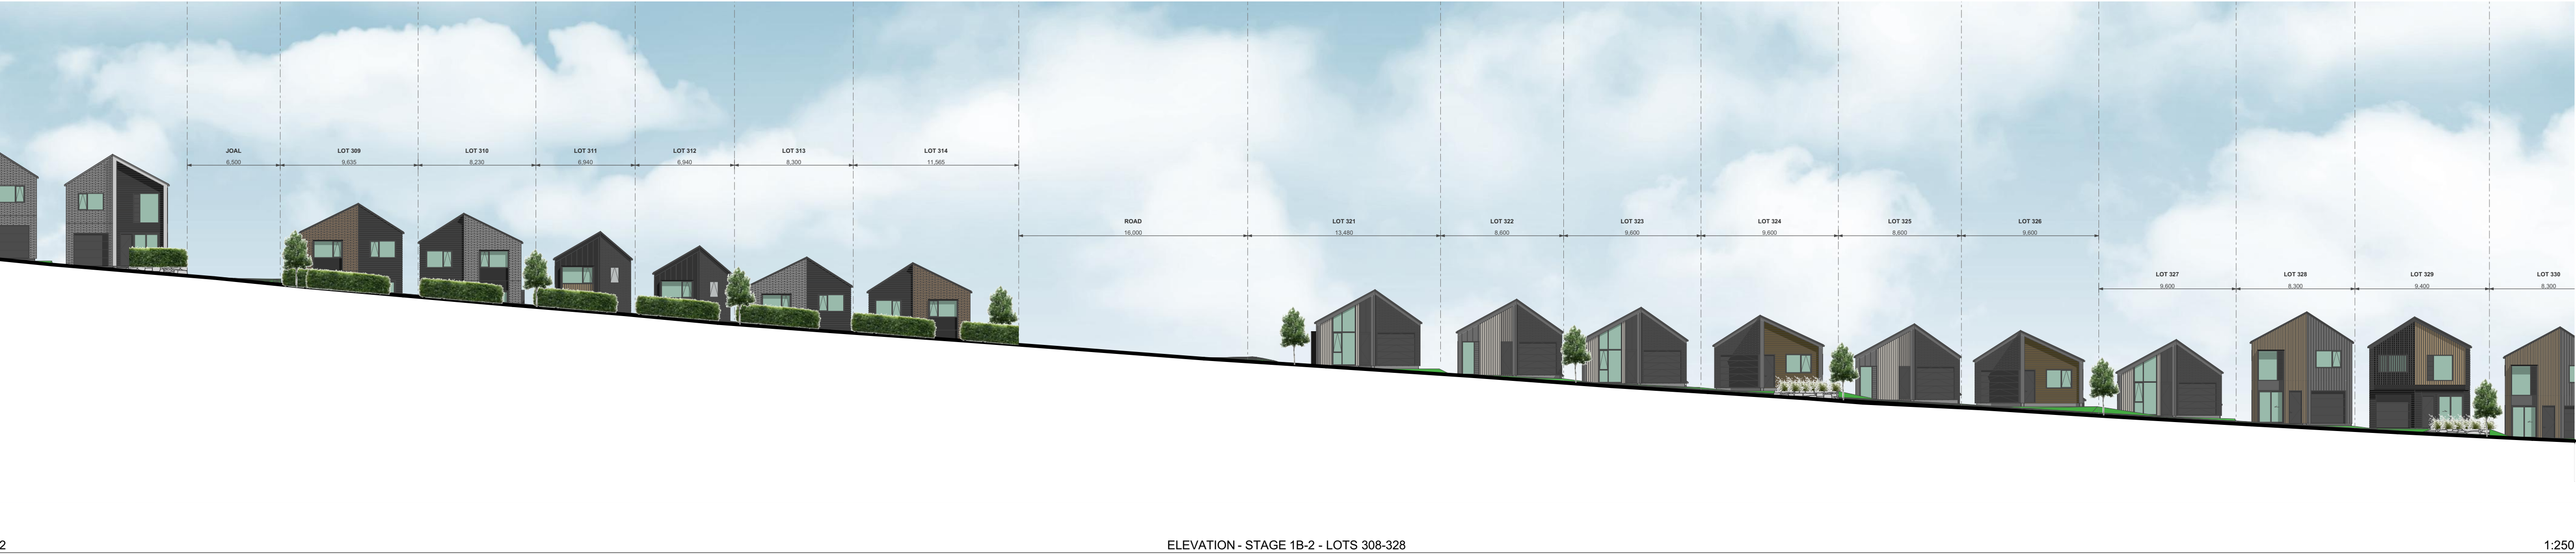 JOAL
6,500
LOT 309
9,635
LOT 310
8,230
LOT 311
6,940
LOT 312
6,940
LOT 313
8,300
LOT 314
11,565
ROAD
16,000
LOT 321
13,480
LOT 322
8,600
LOT 323
9,600
LOT 324
9,600
LOT 325
8,600
LOT 326
9,600
LOT 327
9,600
LOT 328
8,300
LOT 329
9,400
LOT 330
8,300
2
ELEVATION - STAGE 1B-2 - LOTS 308-328
1:250